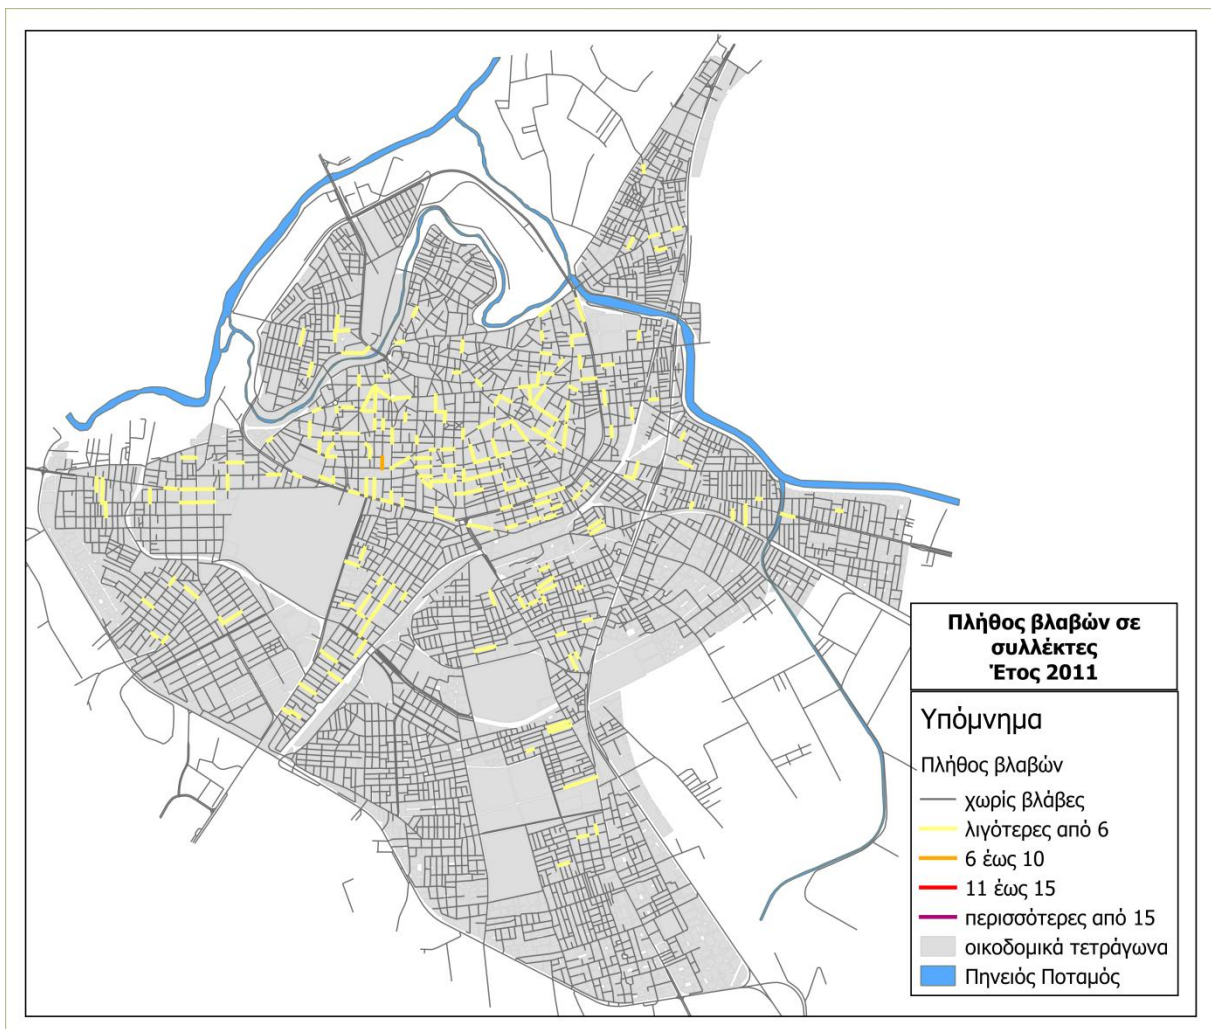 Πλήθος βλαβών σε
συλλέκτες
Έτος 2011
Υπόμνημα
Πλήθος βλαβών
χωρίς βλάβες
λιγότερες από 6
6 έως 10
11 έως 15
περισσότερες από 15
οικοδομικά τετράγωνα
Πηνειός Ποταμός